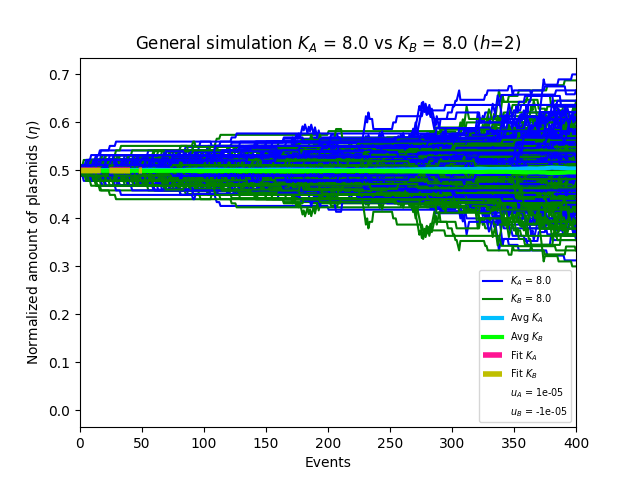 General simulation K_A = 8.0 vs K_B = 8.0 (h=2)
Normalized amount of plasmids (η)
0.7
0.6
0.5
0.4
0.3
0.2
0.1
0.0
K_A = 8.0
K_B = 8.0
Avg K_A
Avg K_B
Fit K_A
Fit K_B
u_A = 1e-05
u_B = -1e-05
0 50 100 150 200 250 300 350 400
Events